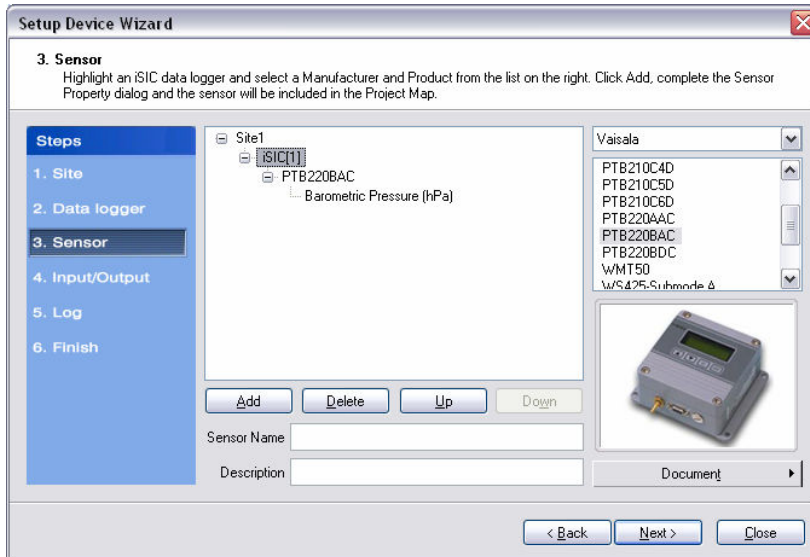 Setup Device Wizard
3. Sensor
Highlight an iSIC data logger and select a Manufacturer and Product from the list on the right. Click Add, complete the Sensor
Property dialog and the sensor will be included in the Project Map.
Steps
1. Site
2. Data logger
3. Sensor
4. Input/Output
5. Log
6. Finish
Site1
iSIC[1]
PTB220BAC
Barometric Pressure (hPa)
Vaisala
PTB210C4D
PTB210C5D
PTB210C6D
PTB220AAC
PTB220BAC
PTB220BDC
WMT50
WS425-Submode A
Add
Delete
Up
Down
Sensor Name
Description
Document
< Back
Next >
Close